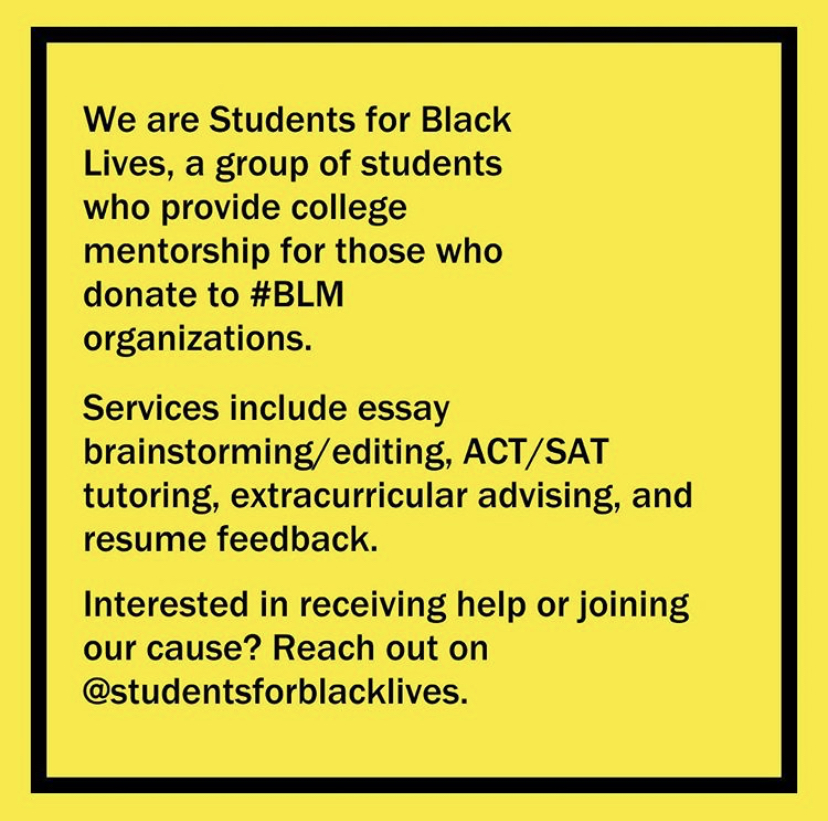 We are Students for Black
Lives, a group of students
who provide college
mentorship for those who
donate to #BLM
organizations.
Services include essay
brainstorming/editing, ACT/SAT
tutoring, extracurricular advising, and
resume feedback.
Interested in receiving help or joining
our cause? Reach out on
@studentsforblacklives.